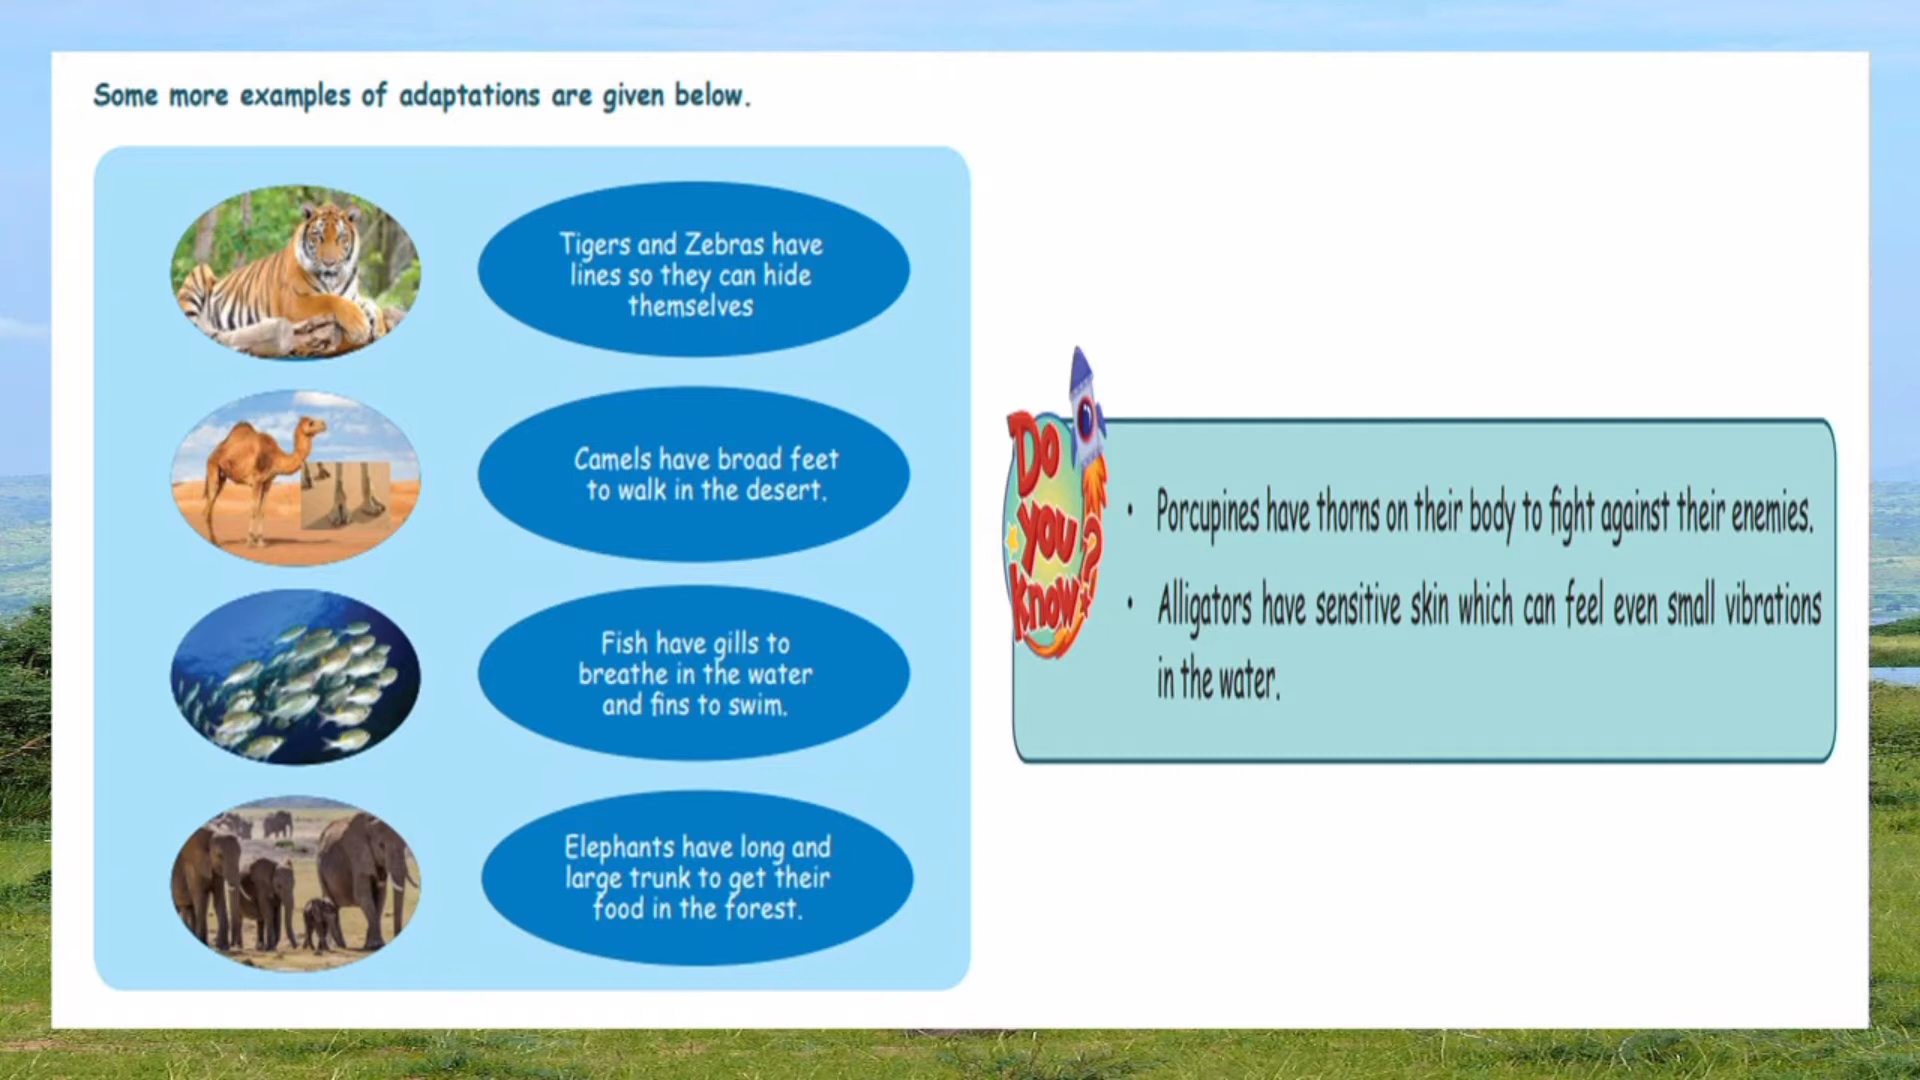 Some more examples of adaptations are given below.
Tigers and Zebras have
lines so they can hide
themselves
Camels have broad feet
to walk in the desert.
Fish have gills to
breathe in the water
and fins to swim.
Elephants have long and
large trunk to get their
food in the forest.
Do
you
know?
• Porcupines have thorns on their body to fight against their enemies.
• Alligators have sensitive skin which can feel even small vibrations
in the water.